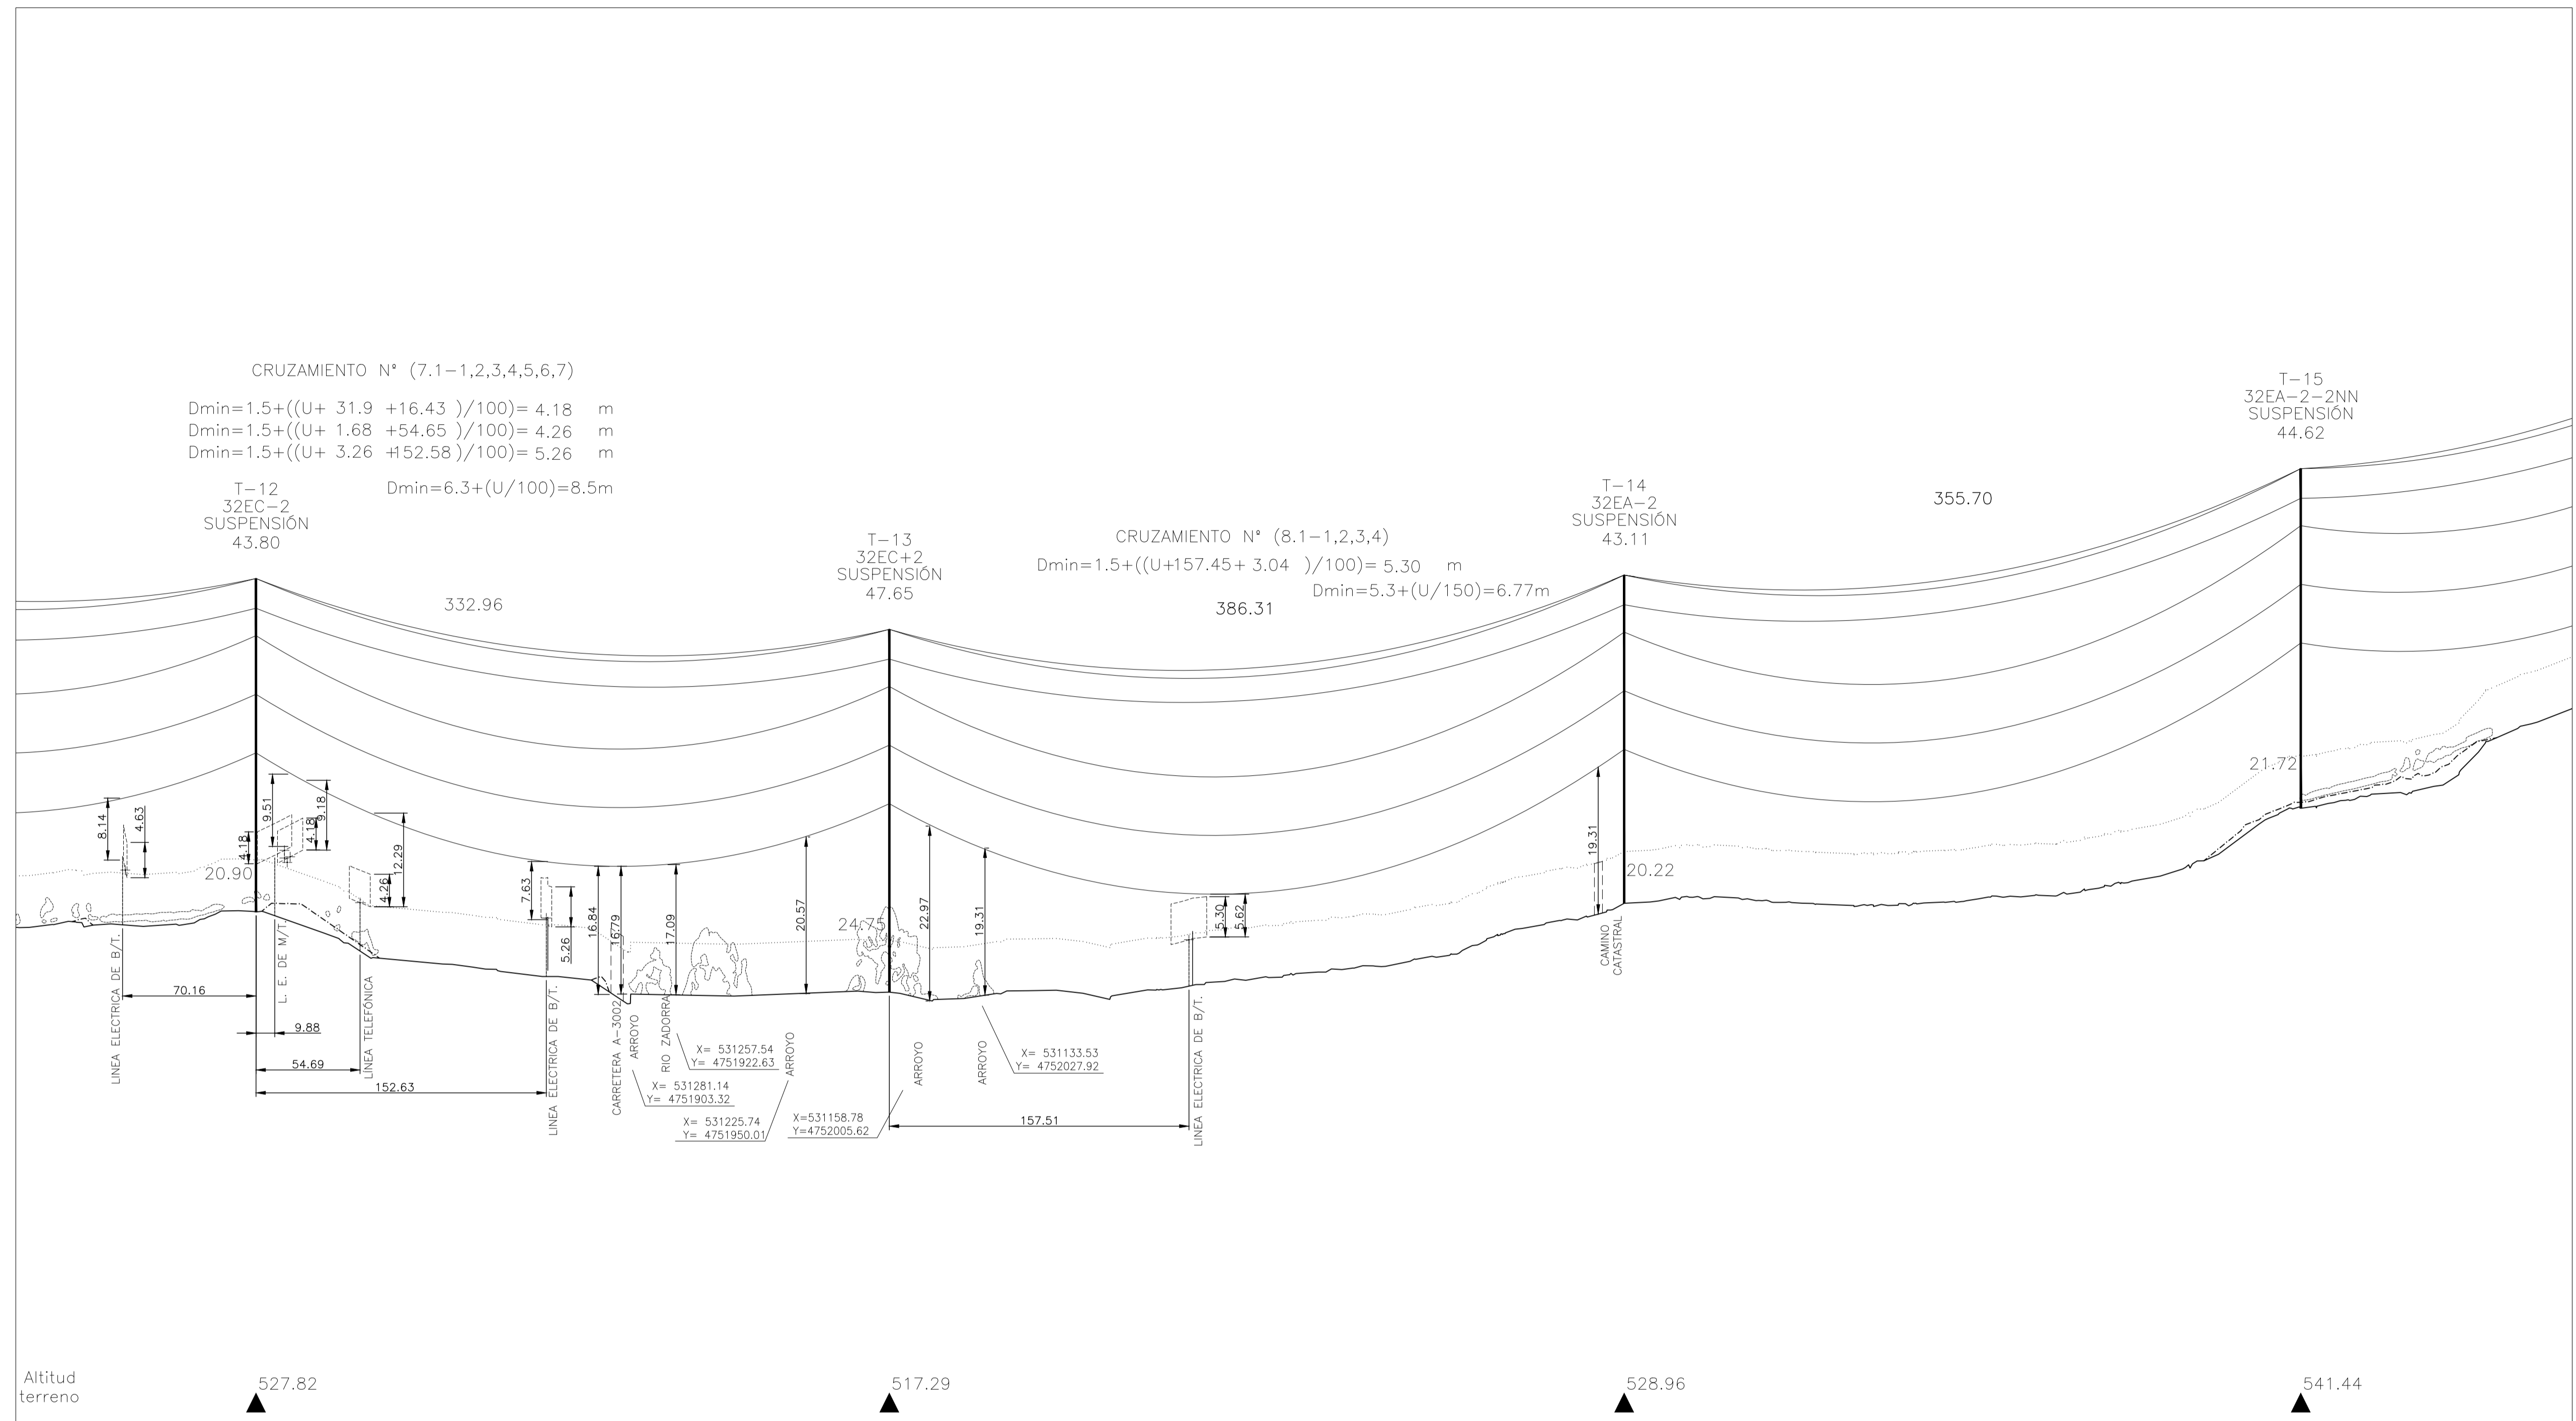 CRUZAMIENTO Nº (7.1-1,2,3,4,5,6,7)
Dmin=1.5+((U+ 31.9 +16.43 )/100)= 4.18 m
Dmin=1.5+((U+ 1.68 +54.65 )/100)= 4.26 m
Dmin=1.5+((U+ 3.26 +152.58)/100)= 5.26 m
Dmin=6.3+(U/100)=8.5m
T-12
32EC-2
SUSPENSIÓN
43.80
332.96
T-13
32EC+2
SUSPENSIÓN
47.65
CRUZAMIENTO Nº (8.1-1,2,3,4)
Dmin=1.5+((U+157.45+ 3.04 )/100)= 5.30 m
Dmin=5.3+(U/150)=6.77m
386.31
T-14
32EA-2
SUSPENSIÓN
43.11
355.70
T-15
32EA-2-2NN
SUSPENSIÓN
44.62
8.14
4.63
4.18
9.51
4.18
9.18
12.29
4.26
20.90
7.63
5.26
16.84
16.79
17.09
20.57
24.75
22.97
19.31
5.30
5.62
19.31
20.22
21.72
LINEA ELECTRICA DE B/T.
70.16
L. E. DE M/T.
9.88
LÍNEA TELEFÓNICA
54.69
152.63
LINEA ELECTRICA DE B/T.
CARRETERA A-3002
ARROYO
X= 531281.14
Y= 4751903.32
RIO ZADORRA
X= 531257.54
Y= 4751922.63
ARROYO
X= 531225.74
Y= 4751950.01
ARROYO
X=531158.78
Y=4752005.62
ARROYO
X= 531133.53
Y= 4752027.92
157.51
LINEA ELECTRICA DE B/T.
CAMINO
CATASTRAL
Altitud
terreno
527.82
517.29
528.96
541.44